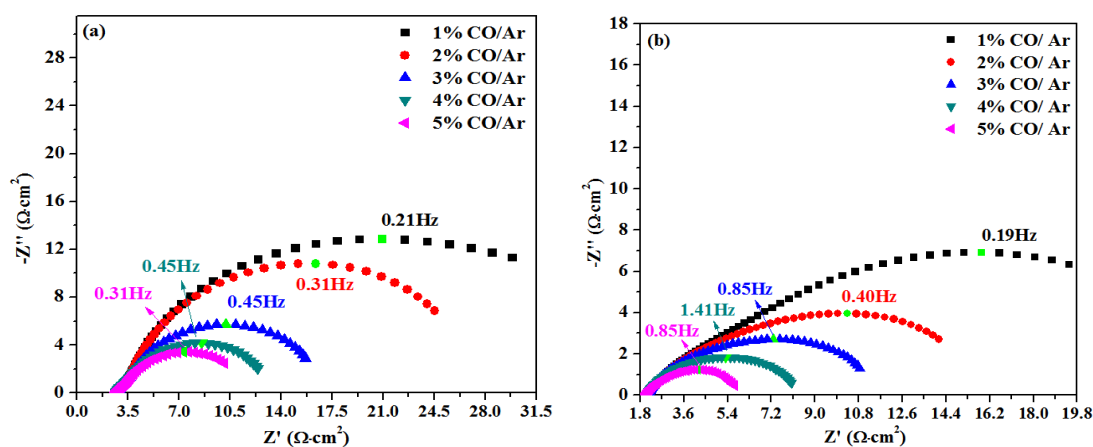 (a)
1% CO/Ar
2% CO/Ar
3% CO/Ar
4% CO/Ar
5% CO/Ar
28
24
20
16
12
8
4
0
-Z'' (Ω·cm²)
0.21Hz
0.45Hz
0.31Hz
0.31Hz
0.45Hz
0.0 3.5 7.0 10.5 14.0 17.5 21.0 24.5 28.0 31.5
Z' (Ω·cm²)
(b)
1% CO/ Ar
2% CO/ Ar
3% CO/ Ar
4% CO/ Ar
5% CO/ Ar
18
16
14
12
10
8
6
4
2
0
-Z'' (Ω·cm²)
0.19Hz
0.85Hz
0.40Hz
1.41Hz
0.85Hz
1.8 3.6 5.4 7.2 9.0 10.8 12.6 14.4 16.2 18.0 19.8
Z' (Ω·cm²)